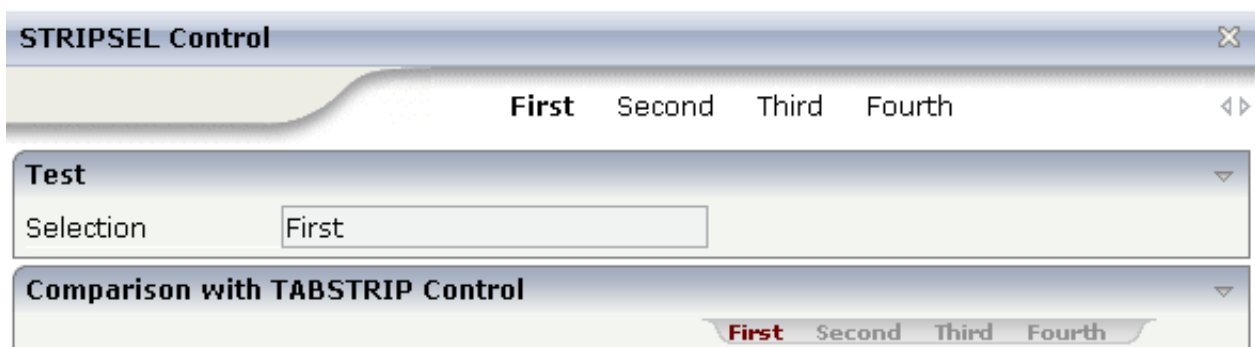 STRIPSEL Control
First Second Third Fourth
Test
Selection First
Comparison with TABSTRIP Control
First Second Third Fourth